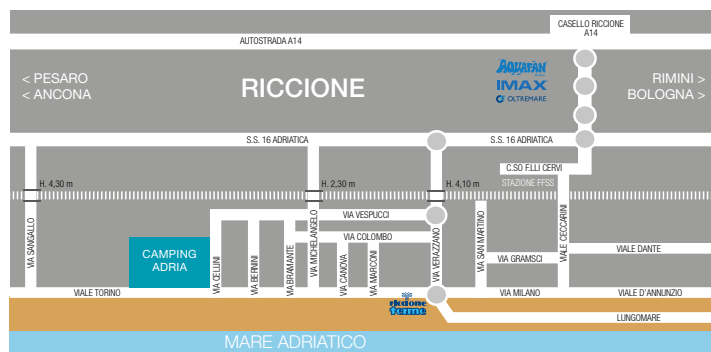 CASELLO RICCIONE
A14
AUTOSTRADA A14
AQUAFAN
IMAX
OLTREMARE
< PESARO
< ANCONA
RICCIONE
RIMINI >
BOLOGNA >
S.S. 16 ADRIATICA
S.S. 16 ADRIATICA
C.SO F.LLI CERVI
STAZIONE FFSS
H. 4,30 m
H. 2,30 m
H. 4,10 m
VIA SANGALLO
VIA CELLINI
VIA BERNINI
VIA BRAMANTE
VIA MICHELANGELO
VIA CANOVA
VIA MARCONI
VIA VERAZZANO
VIA SAN MARTINO
VIALE CECCARINI
VIA VESPUCCI
VIA COLOMBO
VIA GRAMSCI
VIALE DANTE
CAMPING
ADRIA
VIALE TORINO
VIA MILANO
VIALE D'ANNUNZIO
riccione
terme
LUNGOMARE
MARE ADRIATICO